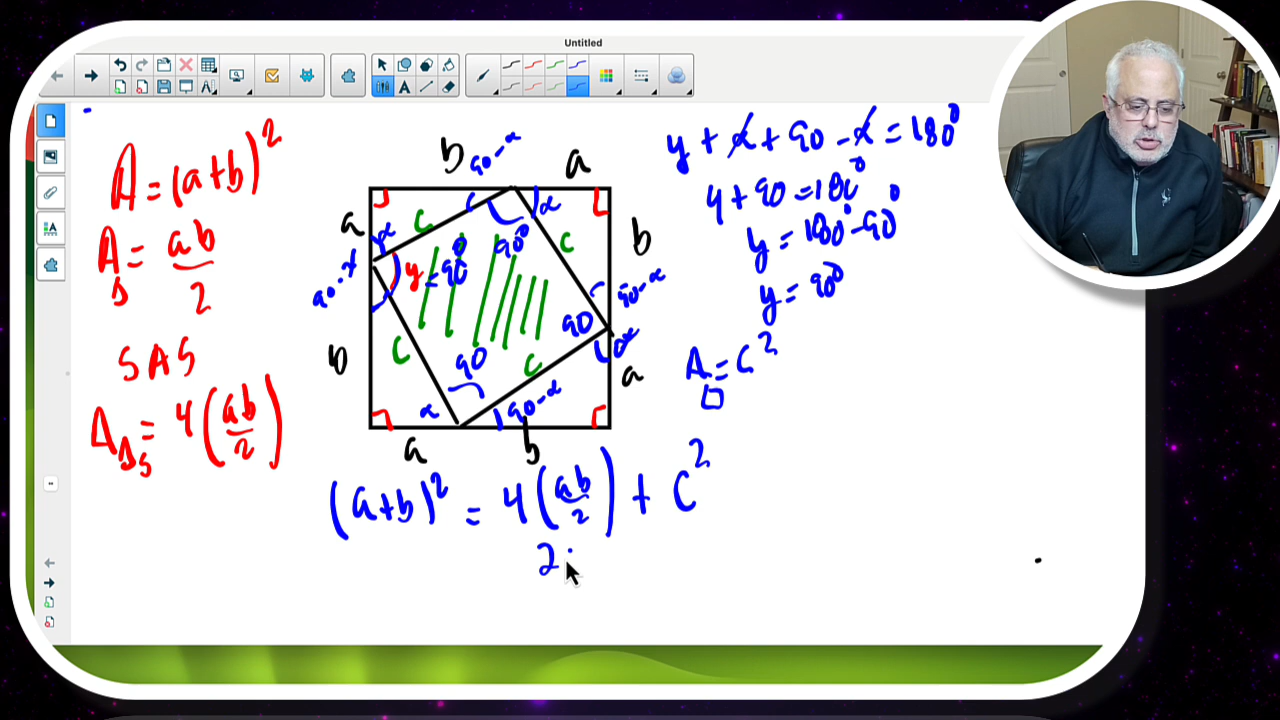 Untitled
A = (a+b)²
A△ = ab/2
SAS
A△s = 4(ab/2)
b 90-α a
a α c α b
90-α y=90° 90° c 90-α
b c 90 90 α
c a
α 90-α
a b
y + α + 90 - α = 180°
y + 90 = 180°
y = 180° - 90°
y = 90°
A□ = c²
(a+b)² = 4(ab/2) + c²
2